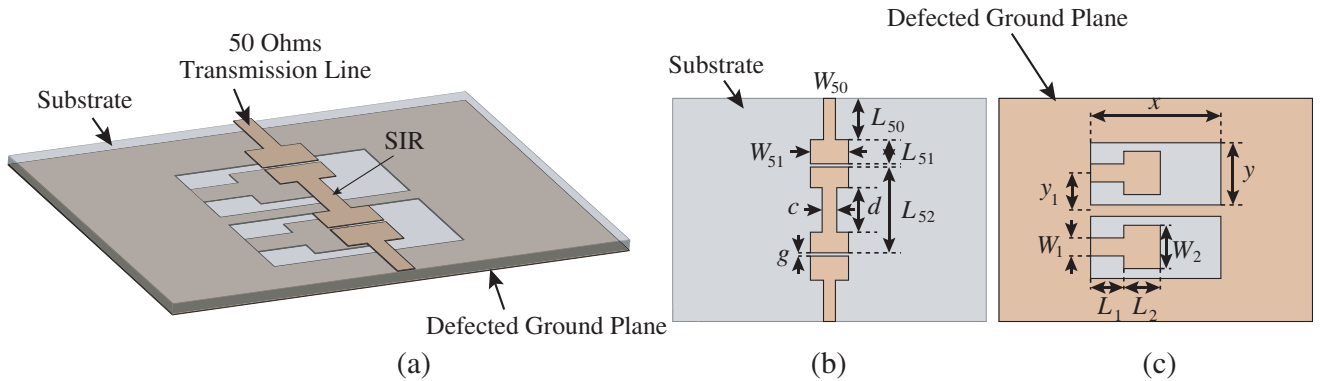 50 Ohms
Transmission Line
Substrate
SIR
Defected Ground Plane
(a)
Substrate
W50
L50
W51
L51
c
d
L52
g
(b)
Defected Ground Plane
x
y
y1
W1
W2
L1
L2
(c)